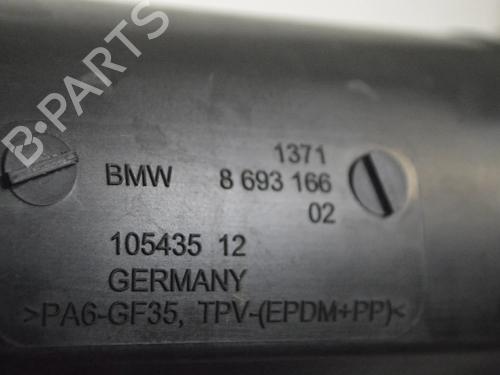 B·PARTS
1371
BMW 8 693 166
02
105435 12
GERMANY
>PA6-GF35, TPV-(EPDM+PP)<